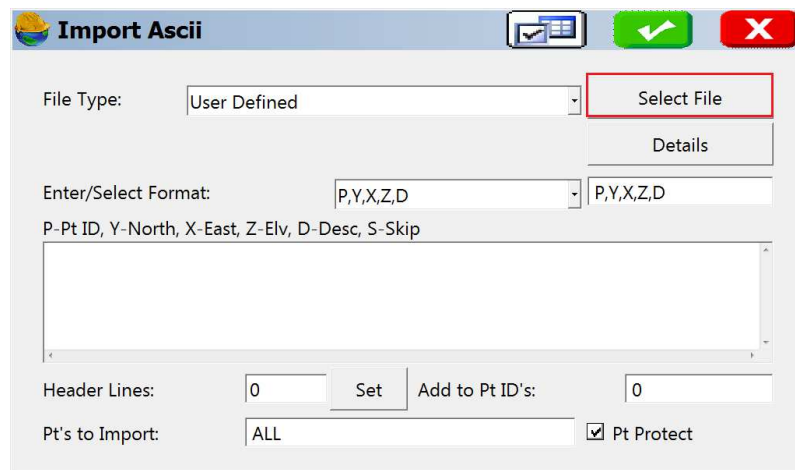 Import Ascii
X
File Type: User Defined Select File
Details
Enter/Select Format: P,Y,X,Z,D P,Y,X,Z,D
P-Pt ID, Y-North, X-East, Z-Elv, D-Desc, S-Skip
Header Lines: 0 Set Add to Pt ID's: 0
Pt's to Import: ALL Pt Protect